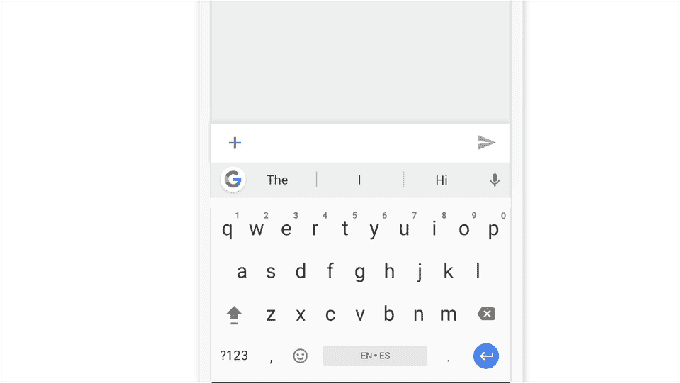 G The I Hi
1 2 3 4 5 6 7 8 9 0
q w e r t y u i o p
a s d f g h j k l
z x c v b n m
?123 , EN • ES .